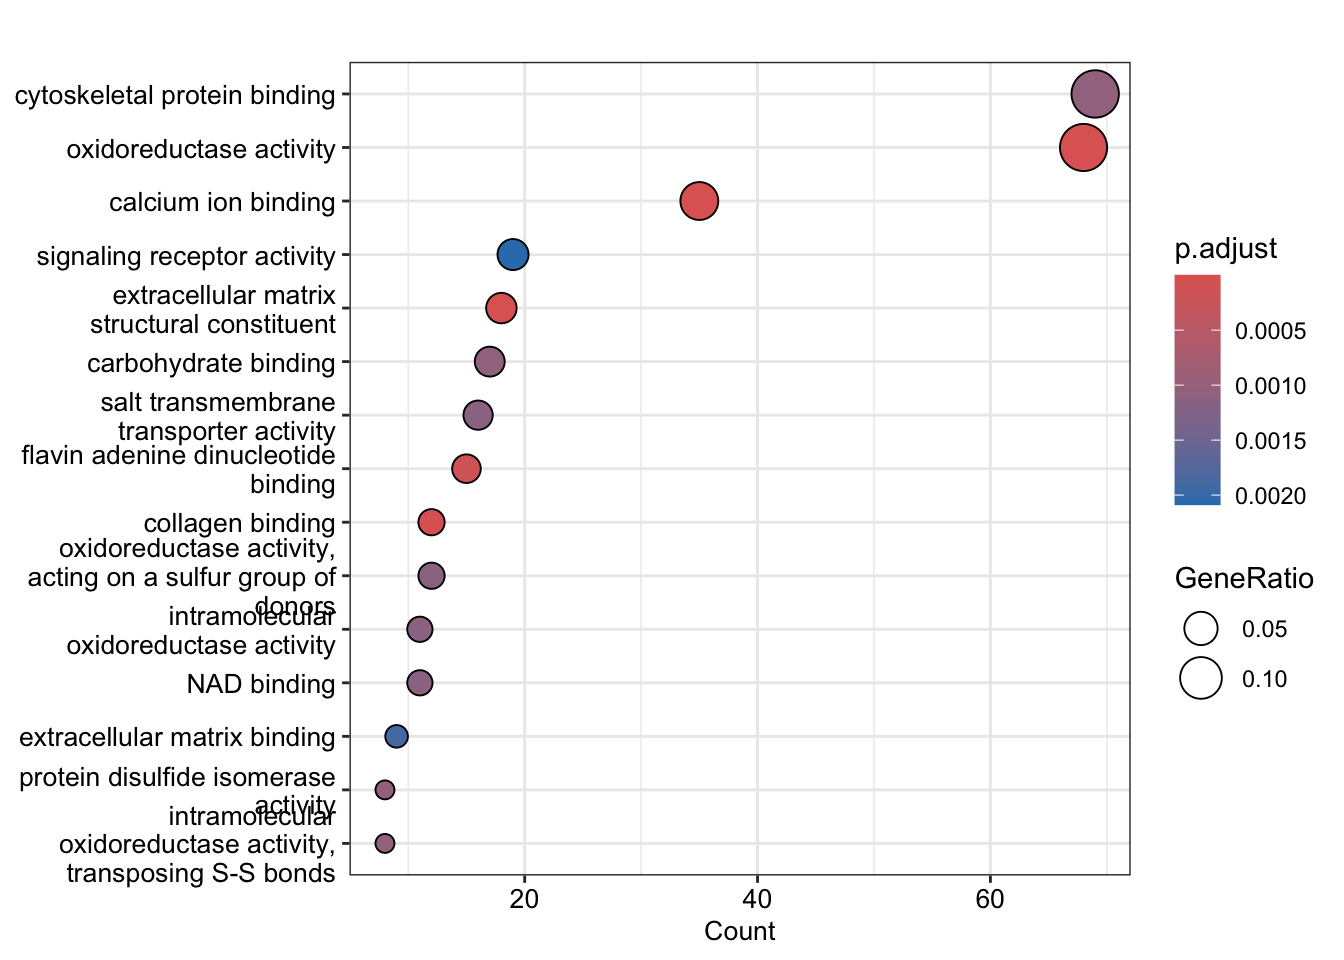 cytoskeletal protein binding
oxidoreductase activity
calcium ion binding
signaling receptor activity
extracellular matrix
structural constituent
carbohydrate binding
salt transmembrane
transporter activity
flavin adenine dinucleotide
binding
collagen binding
oxidoreductase activity,
acting on a sulfur group of
donors
intramolecular
oxidoreductase activity
NAD binding
extracellular matrix binding
protein disulfide isomerase
activity
intramolecular
oxidoreductase activity,
transposing S-S bonds
20 40 60
Count
p.adjust
0.0005
0.0010
0.0015
0.0020
GeneRatio
0.05
0.10